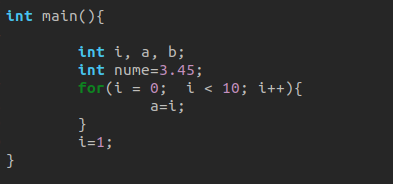 int main(){
int i, a, b;
int nume=3.45;
for(i = 0;  i < 10; i++){
a=i;
}
i=1;
}